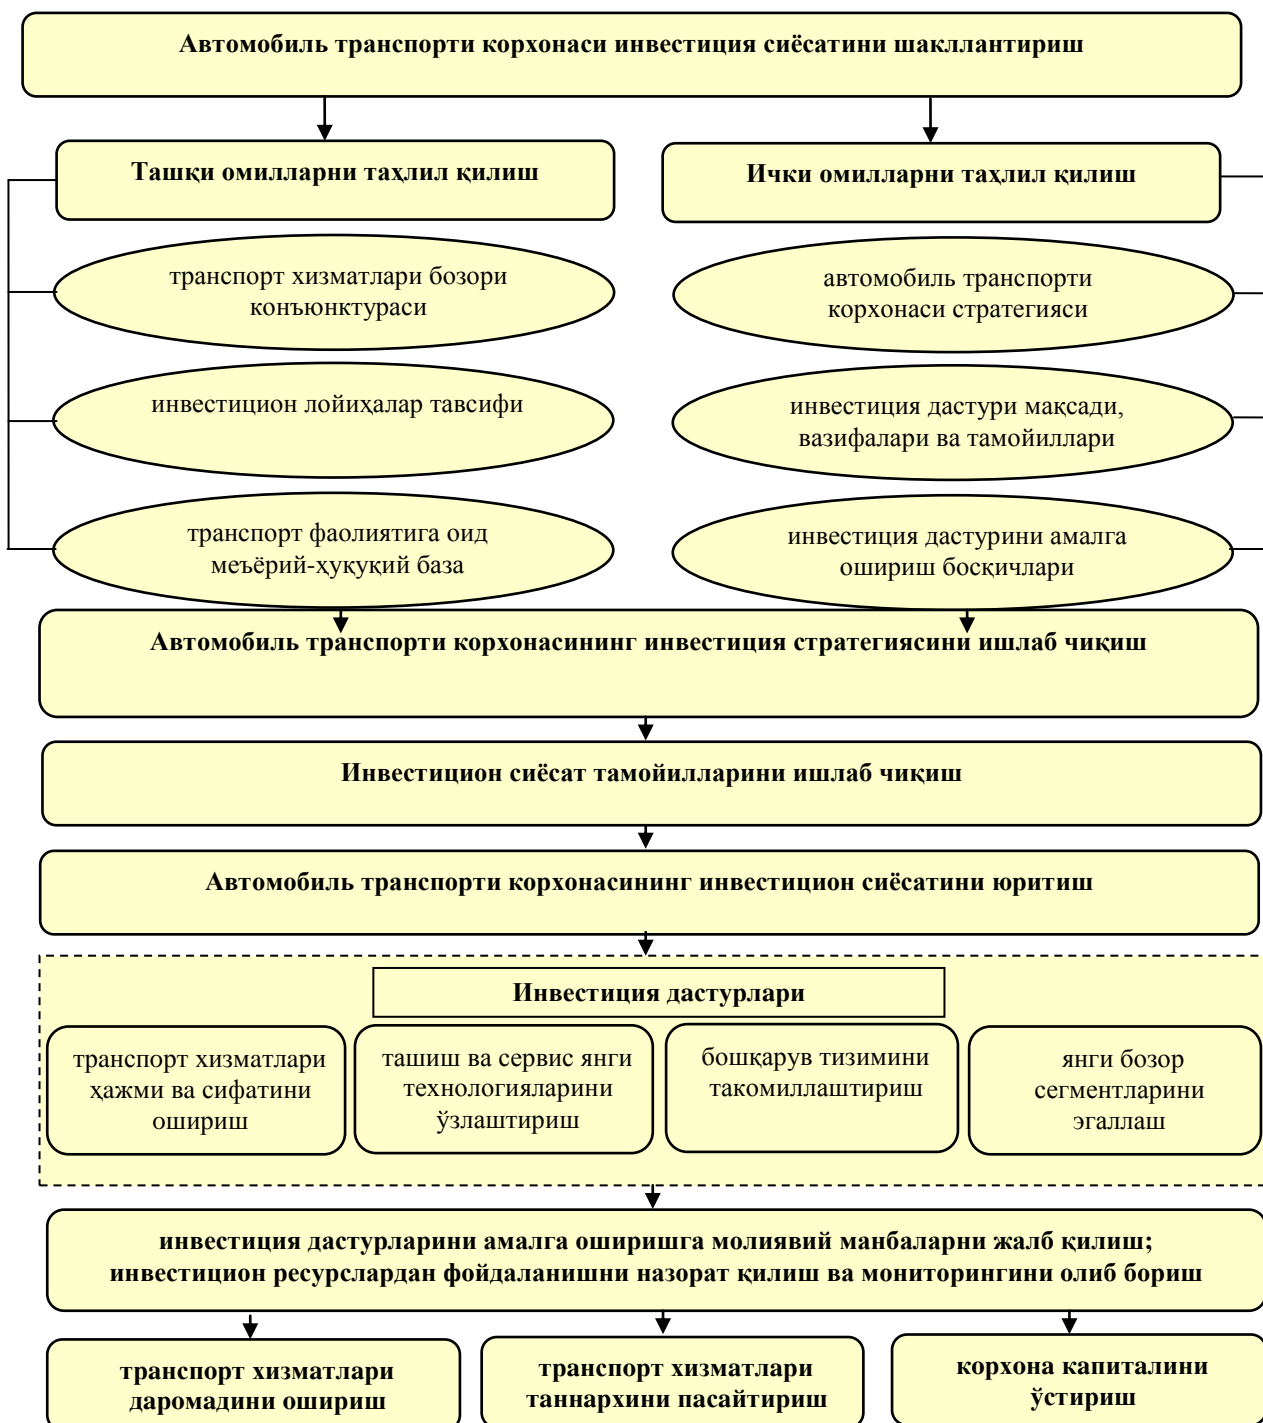 Автомобиль транспорти корхонаси инвестиция сиёсатини шакллантириш
Ташқи омилларни таҳлил қилиш
Ички омилларни таҳлил қилиш
транспорт хизматлари бозори
конъюнктураси
автомобиль транспорти
корхонаси стратегияси
инвестицион лойиҳалар тавсифи
инвестиция дастури мақсади,
вазифалари ва тамойиллари
транспорт фаолиятига оид
меъёрий-ҳуқуқий база
инвестиция дастурини амалга
ошириш босқичлари
Автомобиль транспорти корхонасининг инвестиция стратегиясини ишлаб чиқиш
Инвестицион сиёсат тамойилларини ишлаб чиқиш
Автомобиль транспорти корхонасининг инвестицион сиёсатини юритиш
Инвестиция дастурлари
транспорт хизматлари
ҳажми ва сифатини
ошириш
ташиш ва сервис янги
технологияларини
ўзлаштириш
бошқарув тизимини
такомиллаштириш
янги бозор
сегментларини
эгаллаш
инвестиция дастурларини амалга оширишга молиявий манбаларни жалб қилиш;
инвестицион ресурслардан фойдаланишни назорат қилиш ва мониторингини олиб бориш
транспорт хизматлари
даромадини ошириш
транспорт хизматлари
таннархини пасайтириш
корхона капиталини
ўстириш